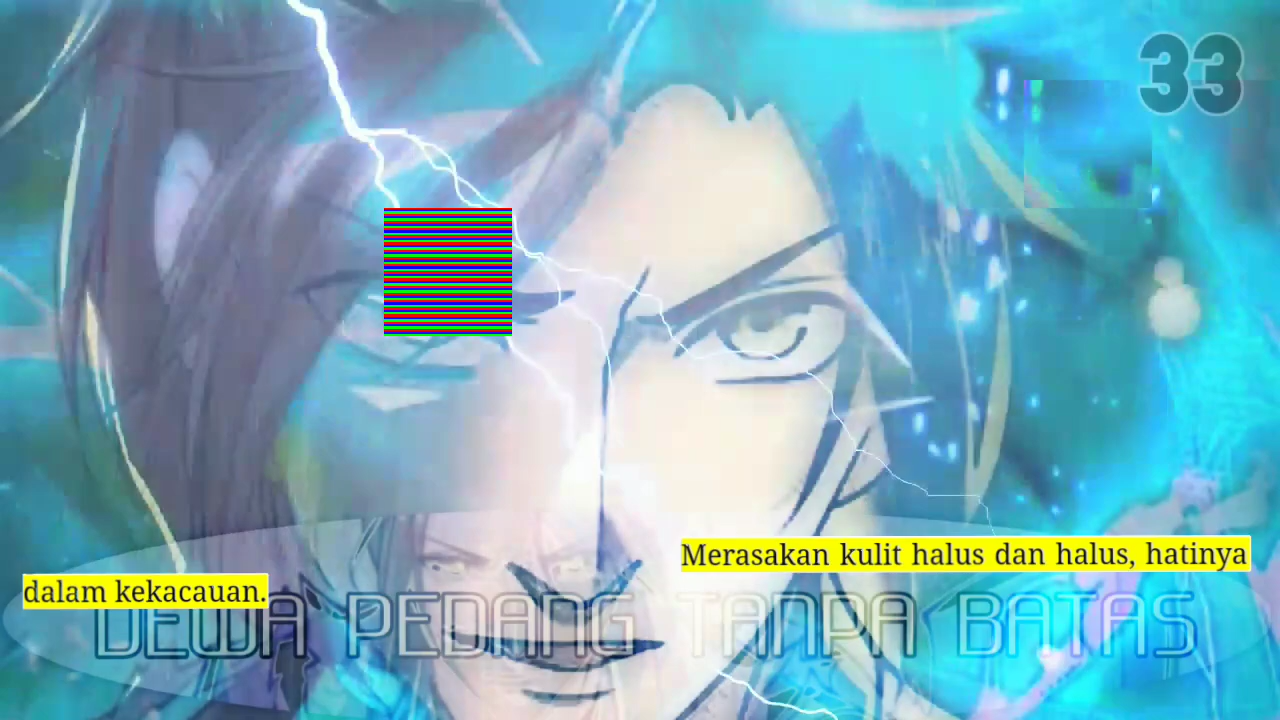 33
Merasakan kulit halus dan halus, hatinya
dalam kekacauan.
DEWA PEDANG TANPA BATAS